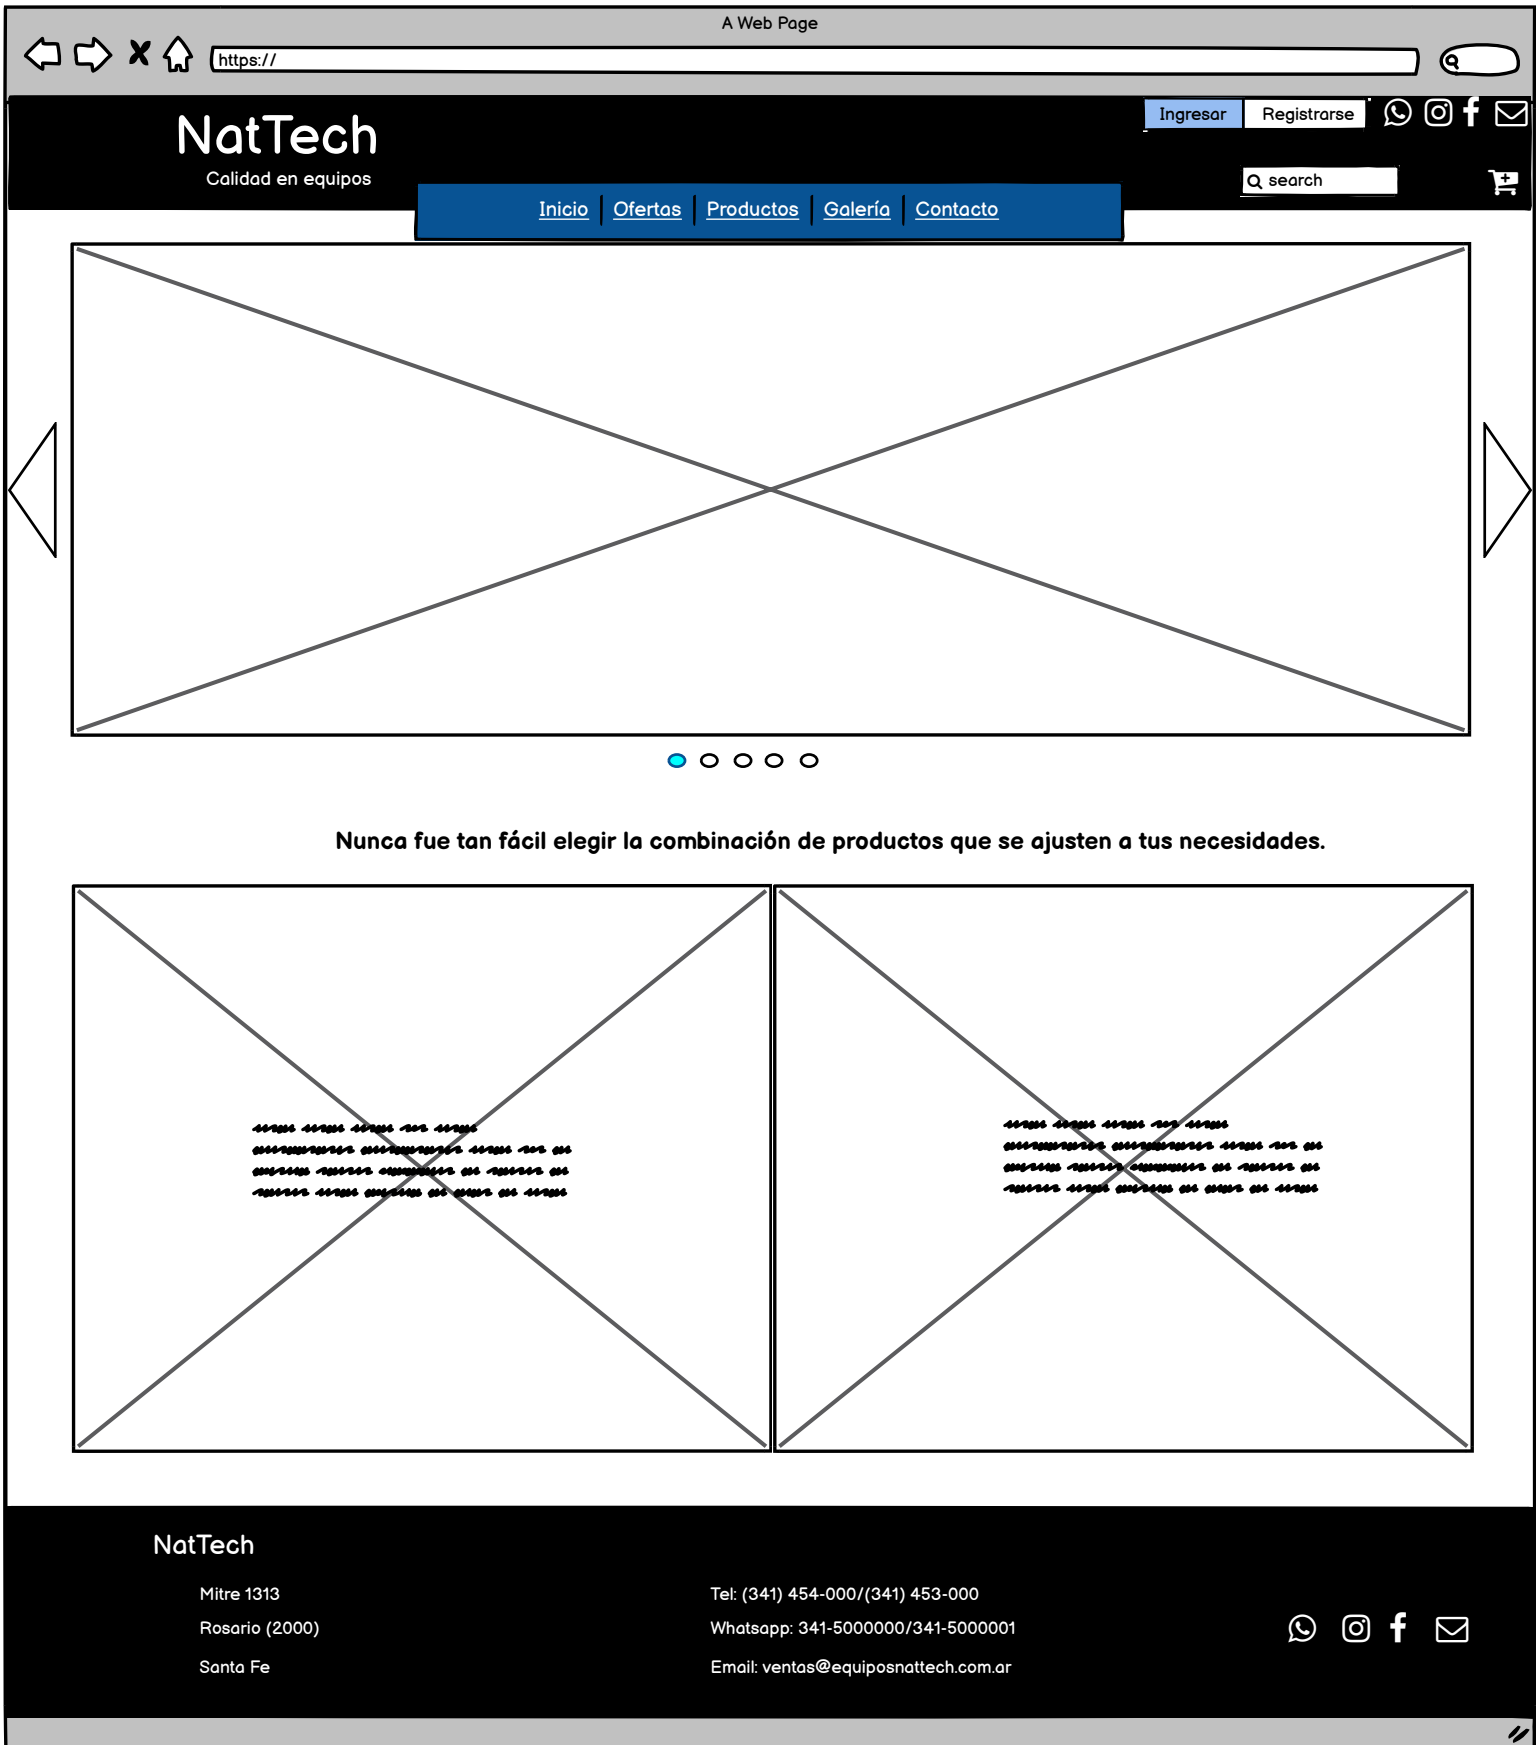 A Web Page
https://
NatTech
Calidad en equipos
Ingresar
Registrarse
search
Inicio
Ofertas
Productos
Galería
Contacto
Nunca fue tan fácil elegir la combinación de productos que se ajusten a tus necesidades.
NatTech
Mitre 1313
Rosario (2000)
Santa Fe
Tel: (341) 454-000/(341) 453-000
Whatsapp: 341-5000000/341-5000001
Email: ventas@equiposnattech.com.ar